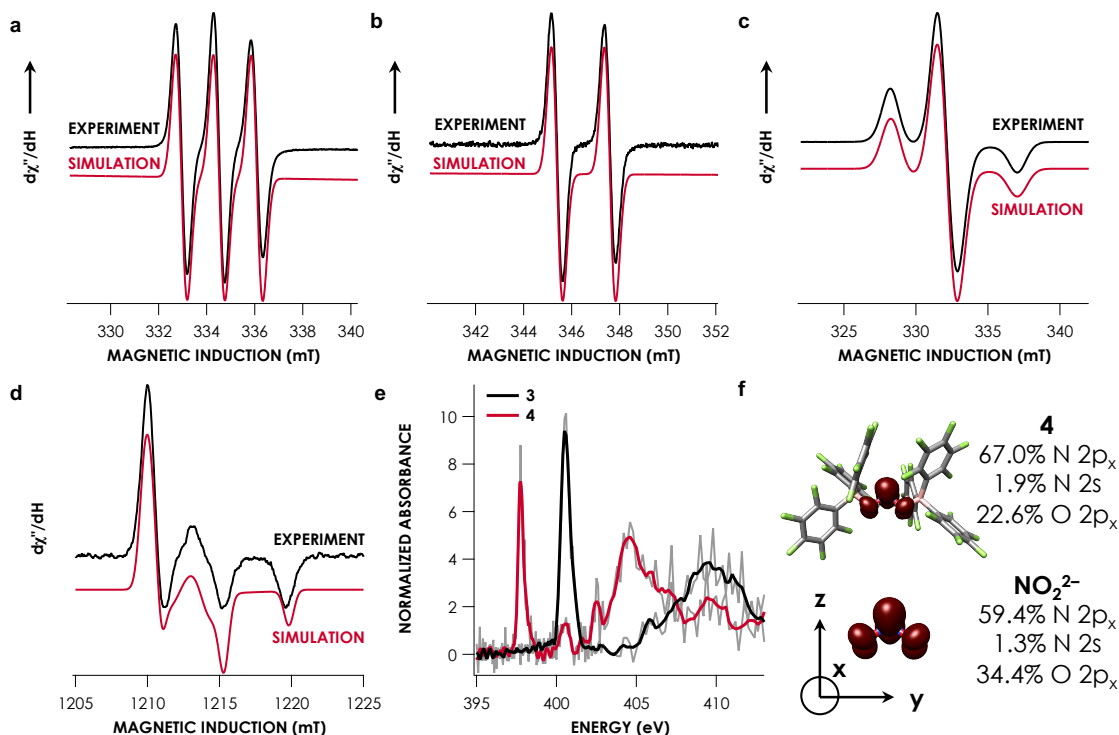 a
dχ''/dH
EXPERIMENT
SIMULATION
330 332 334 336 338 340
MAGNETIC INDUCTION (mT)
b
dχ''/dH
EXPERIMENT
SIMULATION
342 344 346 348 350 352
MAGNETIC INDUCTION (mT)
c
dχ''/dH
EXPERIMENT
SIMULATION
325 330 335 340
MAGNETIC INDUCTION (mT)
d
dχ''/dH
EXPERIMENT
SIMULATION
1205 1210 1215 1220 1225
MAGNETIC INDUCTION (mT)
e
3
4
NORMALIZED ABSORBANCE
10
8
6
4
2
0
395 400 405 410
ENERGY (eV)
f
4
67.0% N 2pₓ
1.9% N 2s
22.6% O 2pₓ
NO₂²⁻
59.4% N 2pₓ
1.3% N 2s
34.4% O 2pₓ
z
x
y